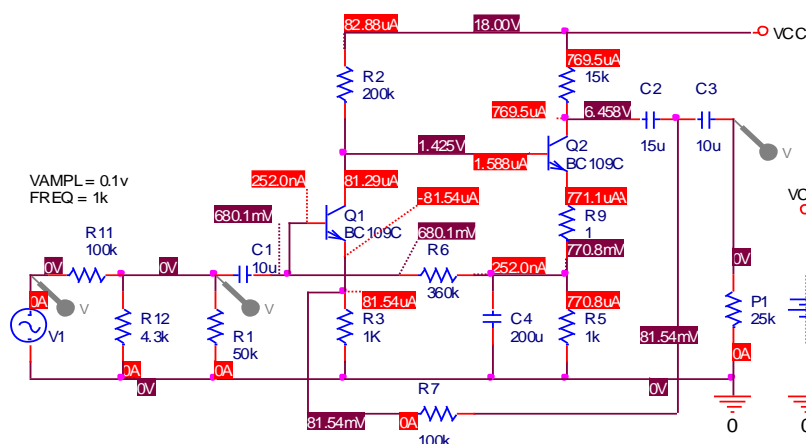 82.88uA
18.00V
VCC
R2
200k
769.5uA
15k
C2
C3
769.5uA
6.458V
15u
10u
V
1.425V
Q2
BC109C
1.588uA
VAMPL = 0.1v
FREQ = 1k
252.0nA
81.29uA
-81.54uA
771.1uA
VC
680.1mV
Q1
BC109C
680.1mV
R9
1
R11
100k
0V
0V
C1
10u
R6
360k
252.0nA
770.8mV
0V
0A
V
V
V1
R12
4.3k
R1
50k
81.54uA
R3
1K
C4
200u
770.8uA
R5
1k
81.54mV
P1
25k
0A
0A
0A
0V
0V
R7
100k
81.54mV
0A
0
0